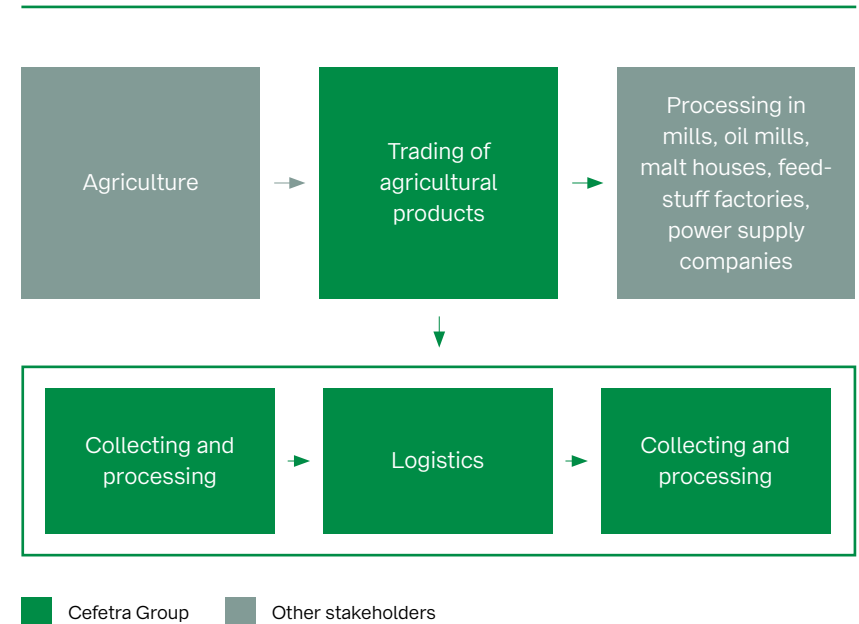 Agriculture
Trading of
agricultural
products
Processing in
mills, oil mills,
malt houses, feed-
stuff factories,
power supply
companies
Collecting and
processing
Logistics
Collecting and
processing
Cefetra Group
Other stakeholders